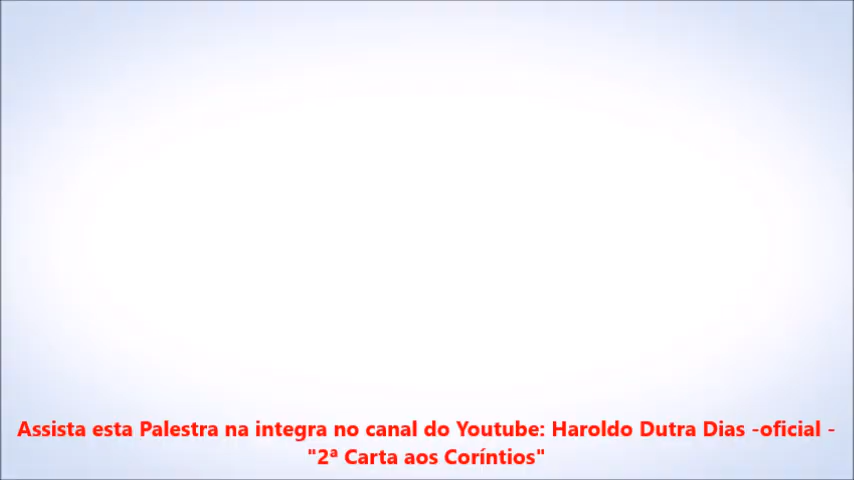 Assista esta Palestra na integra no canal do Youtube: Haroldo Dutra Dias -oficial -
"2ª Carta aos Coríntios"